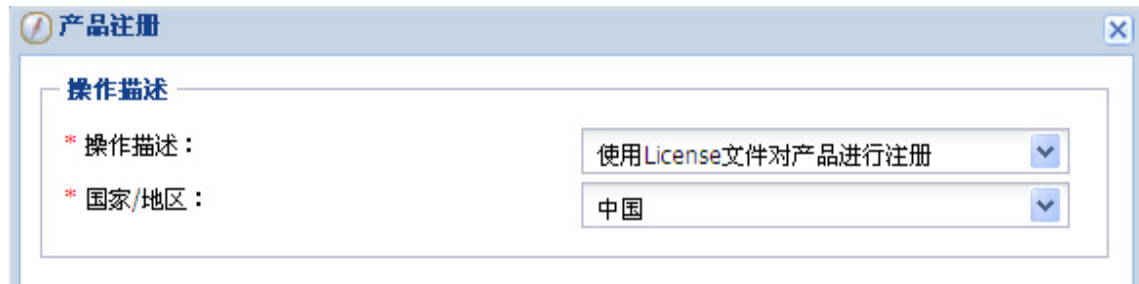 产品注册
操作描述
* 操作描述：
使用License文件对产品进行注册
* 国家/地区：
中国